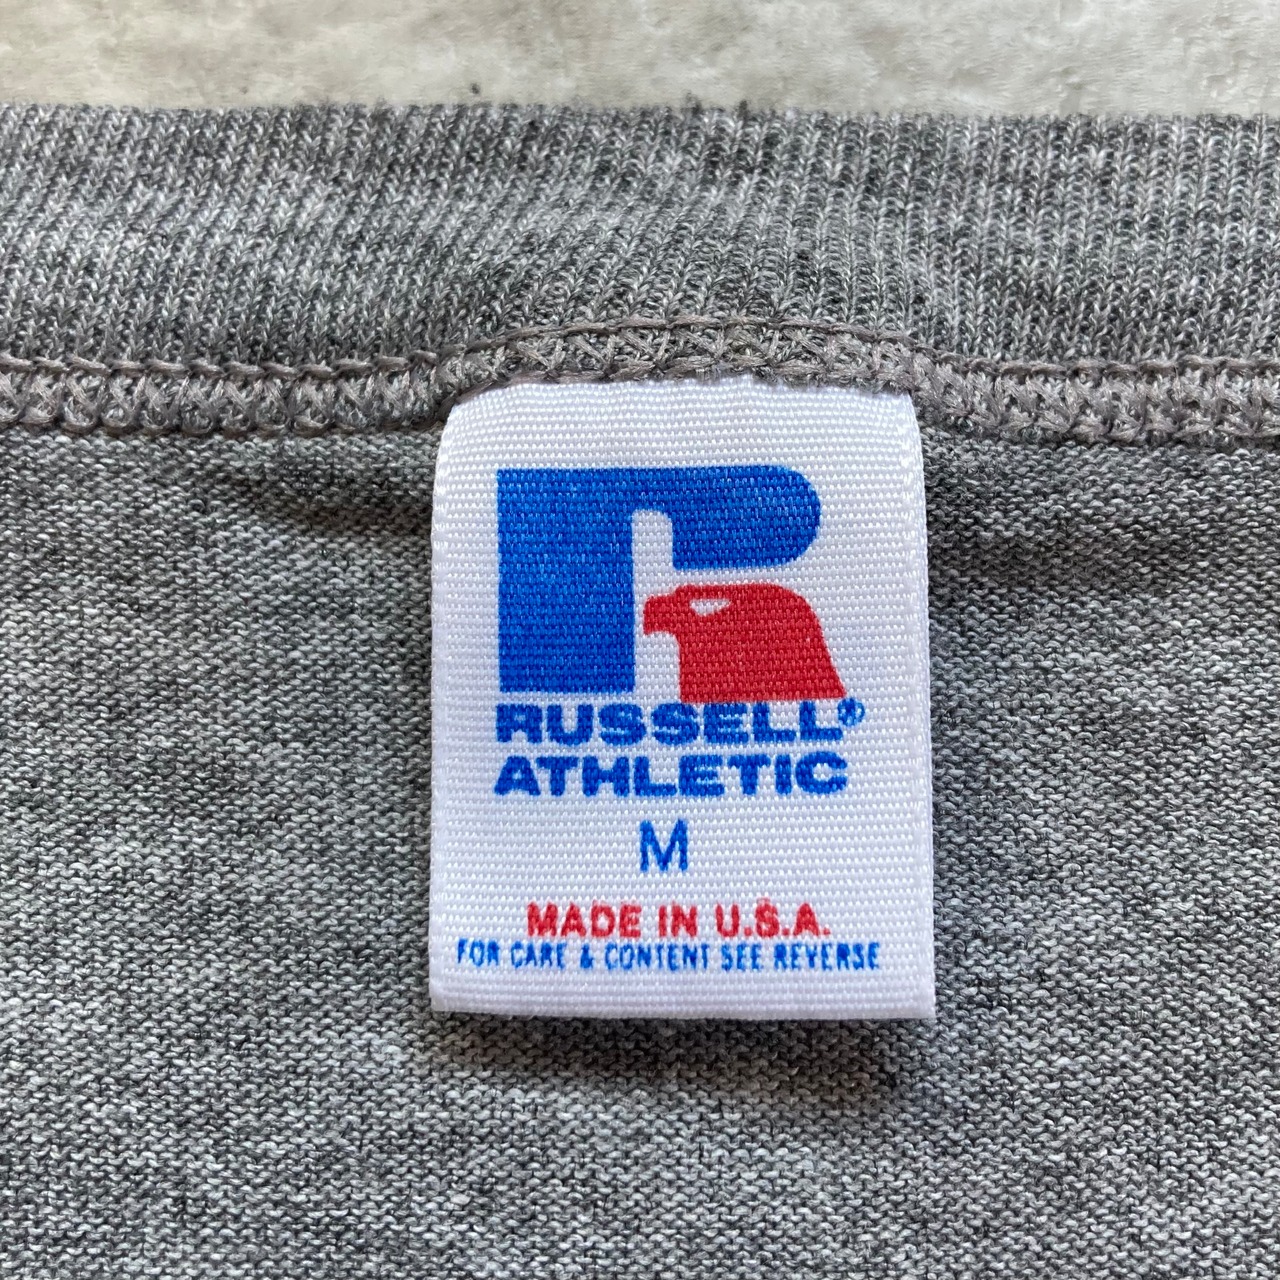 RUSSELL®
ATHLETIC
M
MADE IN U.S.A.
FOR CARE & CONTENT SEE REVERSE